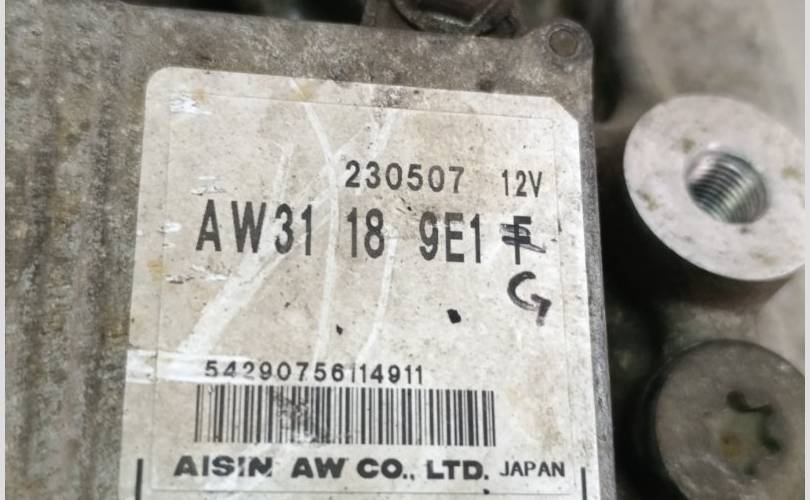 230507 12V
AW31 18 9E1 F
G
54290756114911
AISIN AW CO., LTD. JAPAN